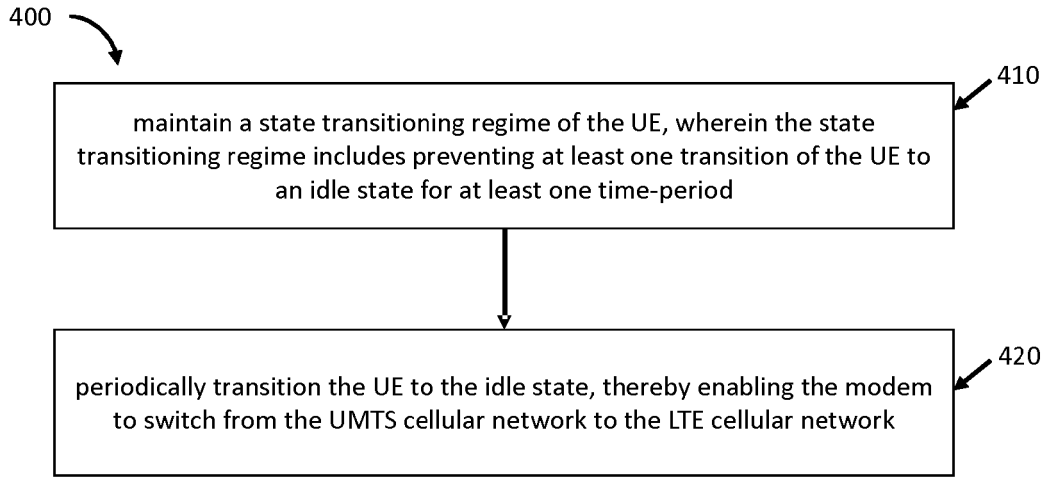 400
410
maintain a state transitioning regime of the UE, wherein the state
transitioning regime includes preventing at least one transition of the UE to
an idle state for at least one time-period
420
periodically transition the UE to the idle state, thereby enabling the modem
to switch from the UMTS cellular network to the LTE cellular network